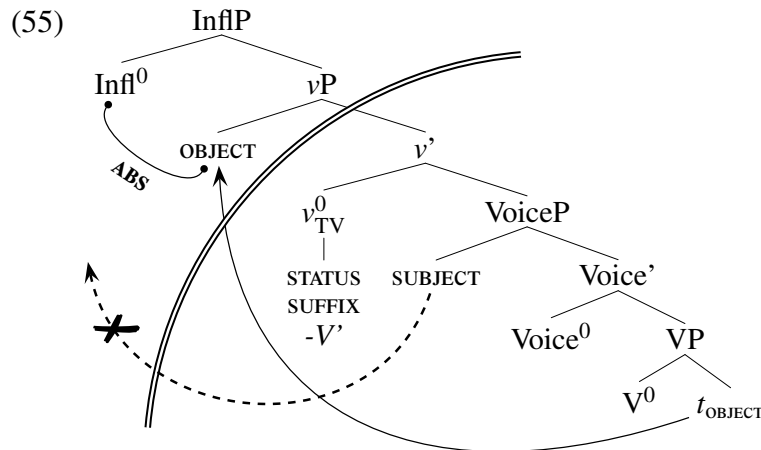 (55)
InflP
Infl⁰ vP
OBJECT v’
ABS
v⁰TV VoiceP
STATUS SUBJECT Voice’
SUFFIX
-V’ Voice⁰ VP
V⁰ tOBJECT